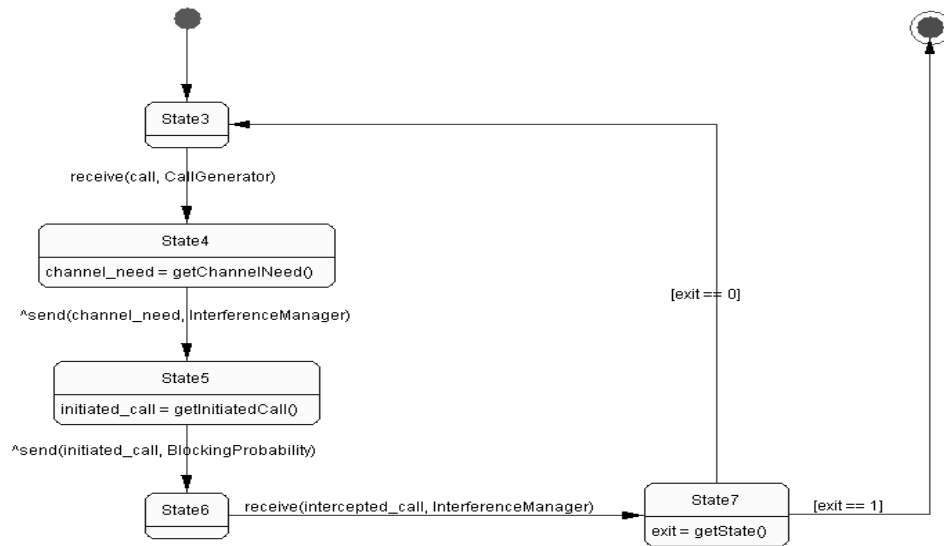 State3
receive(call, CallGenerator)
State4
channel_need = getChannelNeed()
[exit == 0]
^send(channel_need, InterferenceManager)
State5
initiated_call = getInitiatedCall()
^send(initiated_call, BlockingProbability)
State6
receive(intercepted_call, InterferenceManager)
State7
exit = getState()
[exit == 1]